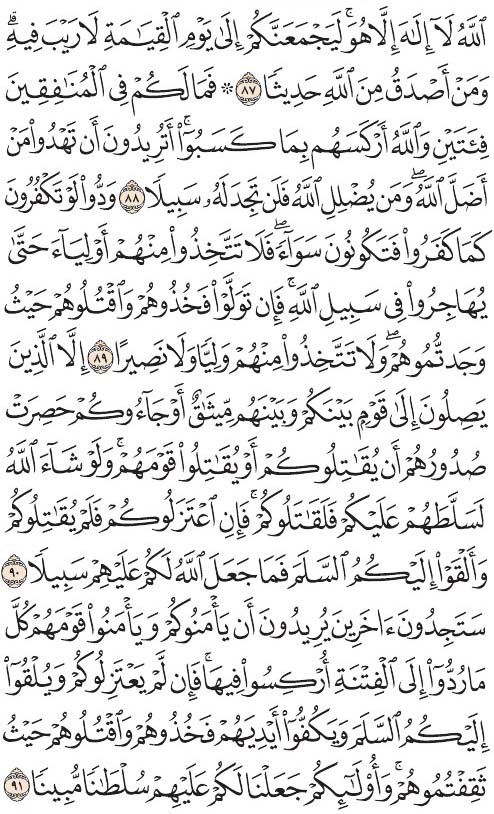 ٱللَّهُ لَآ إِلَٰهَ إِلَّا هُوَۚ لَيَجْمَعَنَّكُمْ إِلَىٰ يَوْمِ ٱلْقِيَٰمَةِ لَا رَيْبَ فِيهِۗ
وَمَنْ أَصْدَقُ مِنَ ٱللَّهِ حَدِيثًا ٨٧ ۞ فَمَا لَكُمْ فِى ٱلْمُنَٰفِقِينَ
فِئَتَيْنِ وَٱللَّهُ أَرْكَسَهُم بِمَا كَسَبُوٓا۟ۚ أَتُرِيدُونَ أَن تَهْدُوا۟ مَنْ
أَضَلَّ ٱللَّهُۖ وَمَن يُضْلِلِ ٱللَّهُ فَلَن تَجِدَ لَهُۥ سَبِيلًا ٨٨ وَدُّوا۟ لَوْ تَكْفُرُونَ
كَمَا كَفَرُوا۟ فَتَكُونُونَ سَوَآءًۖ فَلَا تَتَّخِذُوا۟ مِنْهُمْ أَوْلِيَآءَ حَتَّىٰ
يُهَاجِرُوا۟ فِى سَبِيلِ ٱللَّهِۚ فَإِن تَوَلَّوْا۟ فَخُذُوهُمْ وَٱقْتُلُوهُمْ حَيْثُ
وَجَدتُّمُوهُمْۖ وَلَا تَتَّخِذُوا۟ مِنْهُمْ وَلِيًّا وَلَا نَصِيرًا ٨٩ إِلَّا ٱلَّذِينَ
يَصِلُونَ إِلَىٰ قَوْمٍۭ بَيْنَكُمْ وَبَيْنَهُم مِّيثَٰقٌ أَوْ جَآءُوكُمْ حَصِرَتْ
صُدُورُهُمْ أَن يُقَٰتِلُوكُمْ أَوْ يُقَٰتِلُوا۟ قَوْمَهُمْۚ وَلَوْ شَآءَ ٱللَّهُ
لَسَلَّطَهُمْ عَلَيْكُمْ فَلَقَٰتَلُوكُمْۚ فَإِنِ ٱعْتَزَلُوكُمْ فَلَمْ يُقَٰتِلُوكُمْ
وَأَلْقَوْا۟ إِلَيْكُمُ ٱلسَّلَمَ فَمَا جَعَلَ ٱللَّهُ لَكُمْ عَلَيْهِمْ سَبِيلًا ٩٠
سَتَجِدُونَ ءَاخَرِينَ يُرِيدُونَ أَن يَأْمَنُوكُمْ وَيَأْمَنُوا۟ قَوْمَهُمْ كُلَّ
مَا رُدُّوٓا۟ إِلَى ٱلْفِتْنَةِ أُرْكِسُوا۟ فِيهَاۚ فَإِن لَّمْ يَعْتَزِلُوكُمْ وَيُلْقُوٓا۟
إِلَيْكُمُ ٱلسَّلَمَ وَيَكُفُّوٓا۟ أَيْدِيَهُمْ فَخُذُوهُمْ وَٱقْتُلُوهُمْ حَيْثُ
ثَقِفْتُمُوهُمْۚ وَأُو۟لَٰٓئِكُمْ جَعَلْنَا لَكُمْ عَلَيْهِمْ سُلْطَٰنًا مُّبِينًا ٩١